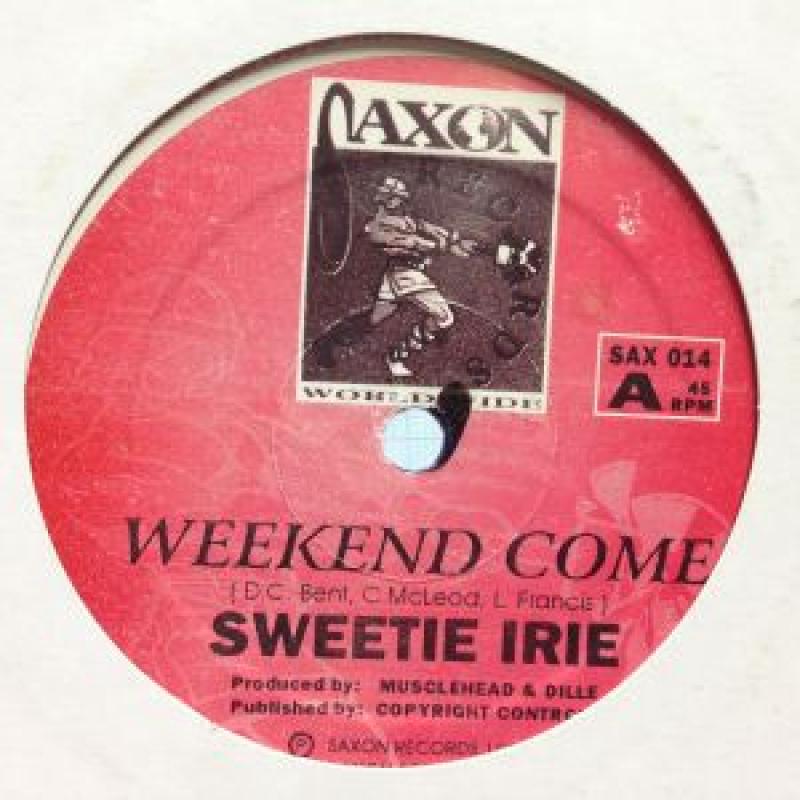 SAXON
RECORDS
WORLDWIDE
SAX 014
A 45
RPM
WEEKEND COME
( D.C. Bent, C. McLeod, L. Francis )
SWEETIE IRIE
Produced by: MUSCLEHEAD & DILLE
Published by: COPYRIGHT CONTRO
Ⓟ SAXON RECORDS